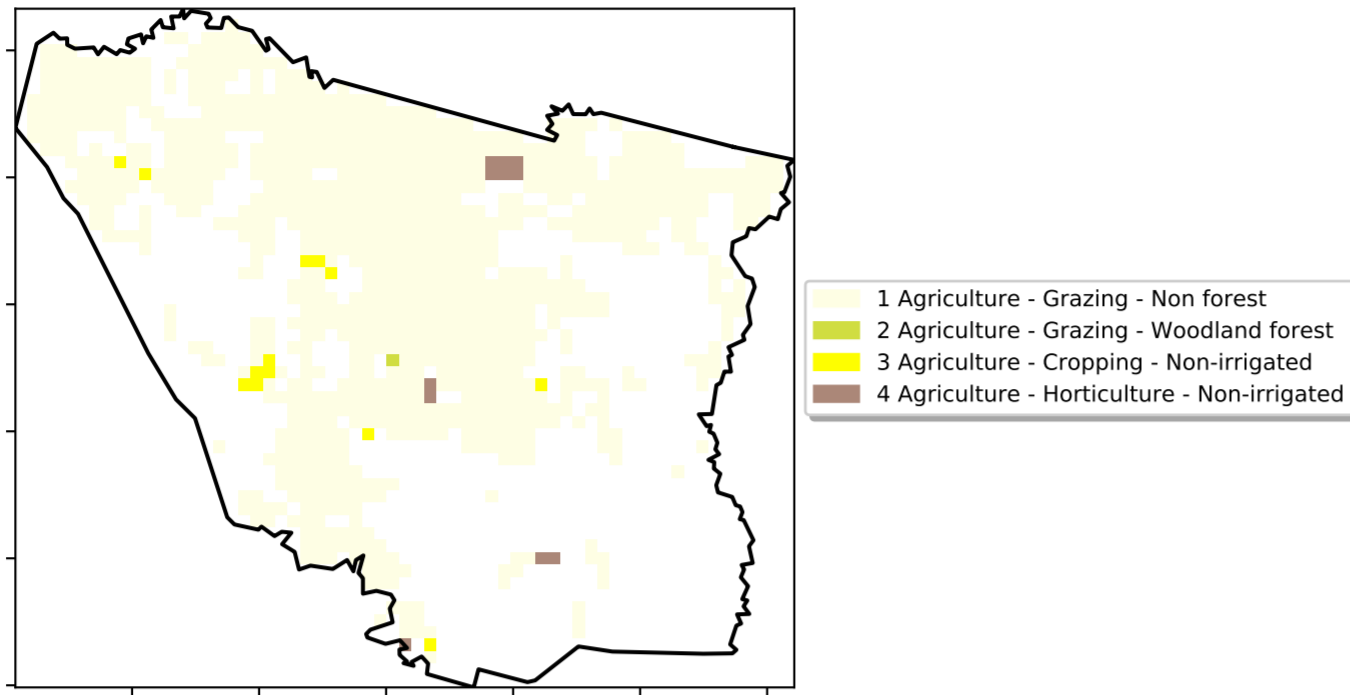 1 Agriculture - Grazing - Non forest
2 Agriculture - Grazing - Woodland forest
3 Agriculture - Cropping - Non-irrigated
4 Agriculture - Horticulture - Non-irrigated